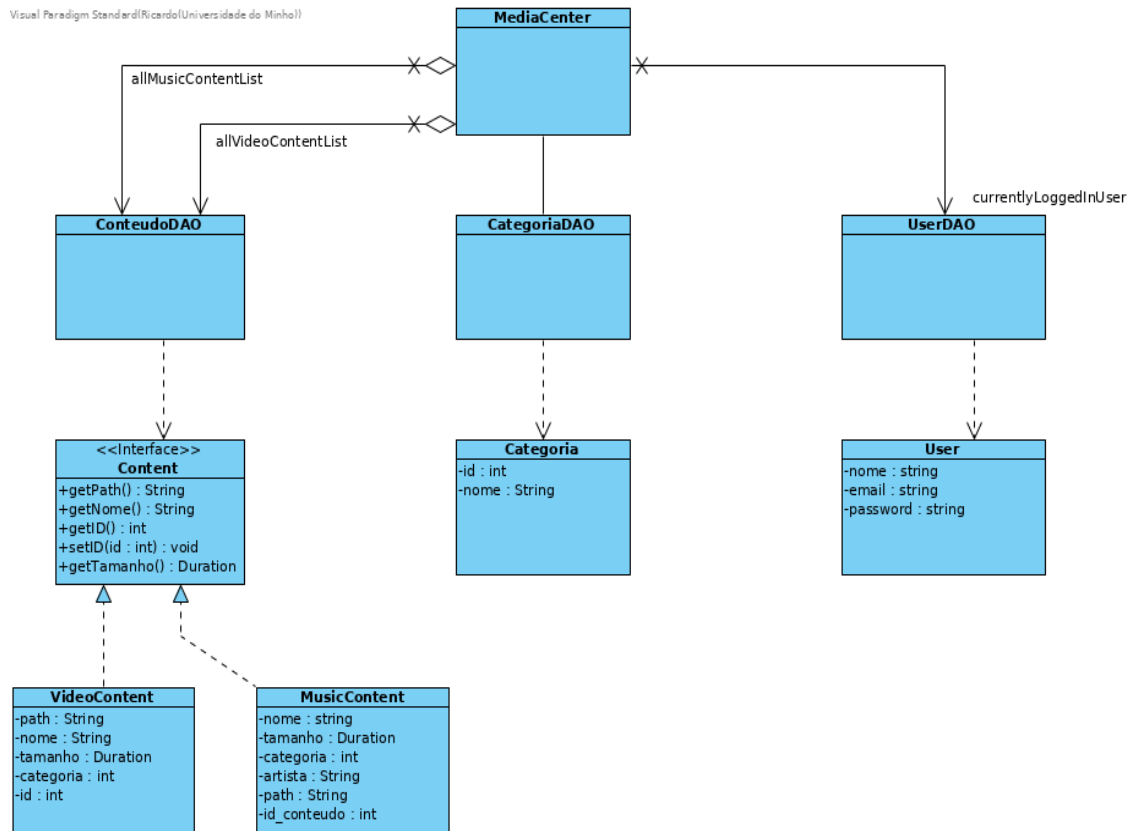 Visual Paradigm Standard(Ricardo(Universidade do Minho))
MediaCenter
allMusicContentList
allVideoContentList
currentlyLoggedInUser
ConteudoDAO
CategoriaDAO
UserDAO
<<Interface>>
Content
+getPath() : String
+getNome() : String
+getID() : int
+setID(id : int) : void
+getTamanho() : Duration
Categoria
-id : int
-nome : String
User
-nome : string
-email : string
-password : string
VideoContent
-path : String
-nome : String
-tamanho : Duration
-categoria : int
-id : int
MusicContent
-nome : string
-tamanho : Duration
-categoria : int
-artista : String
-path : String
-id_conteudo : int